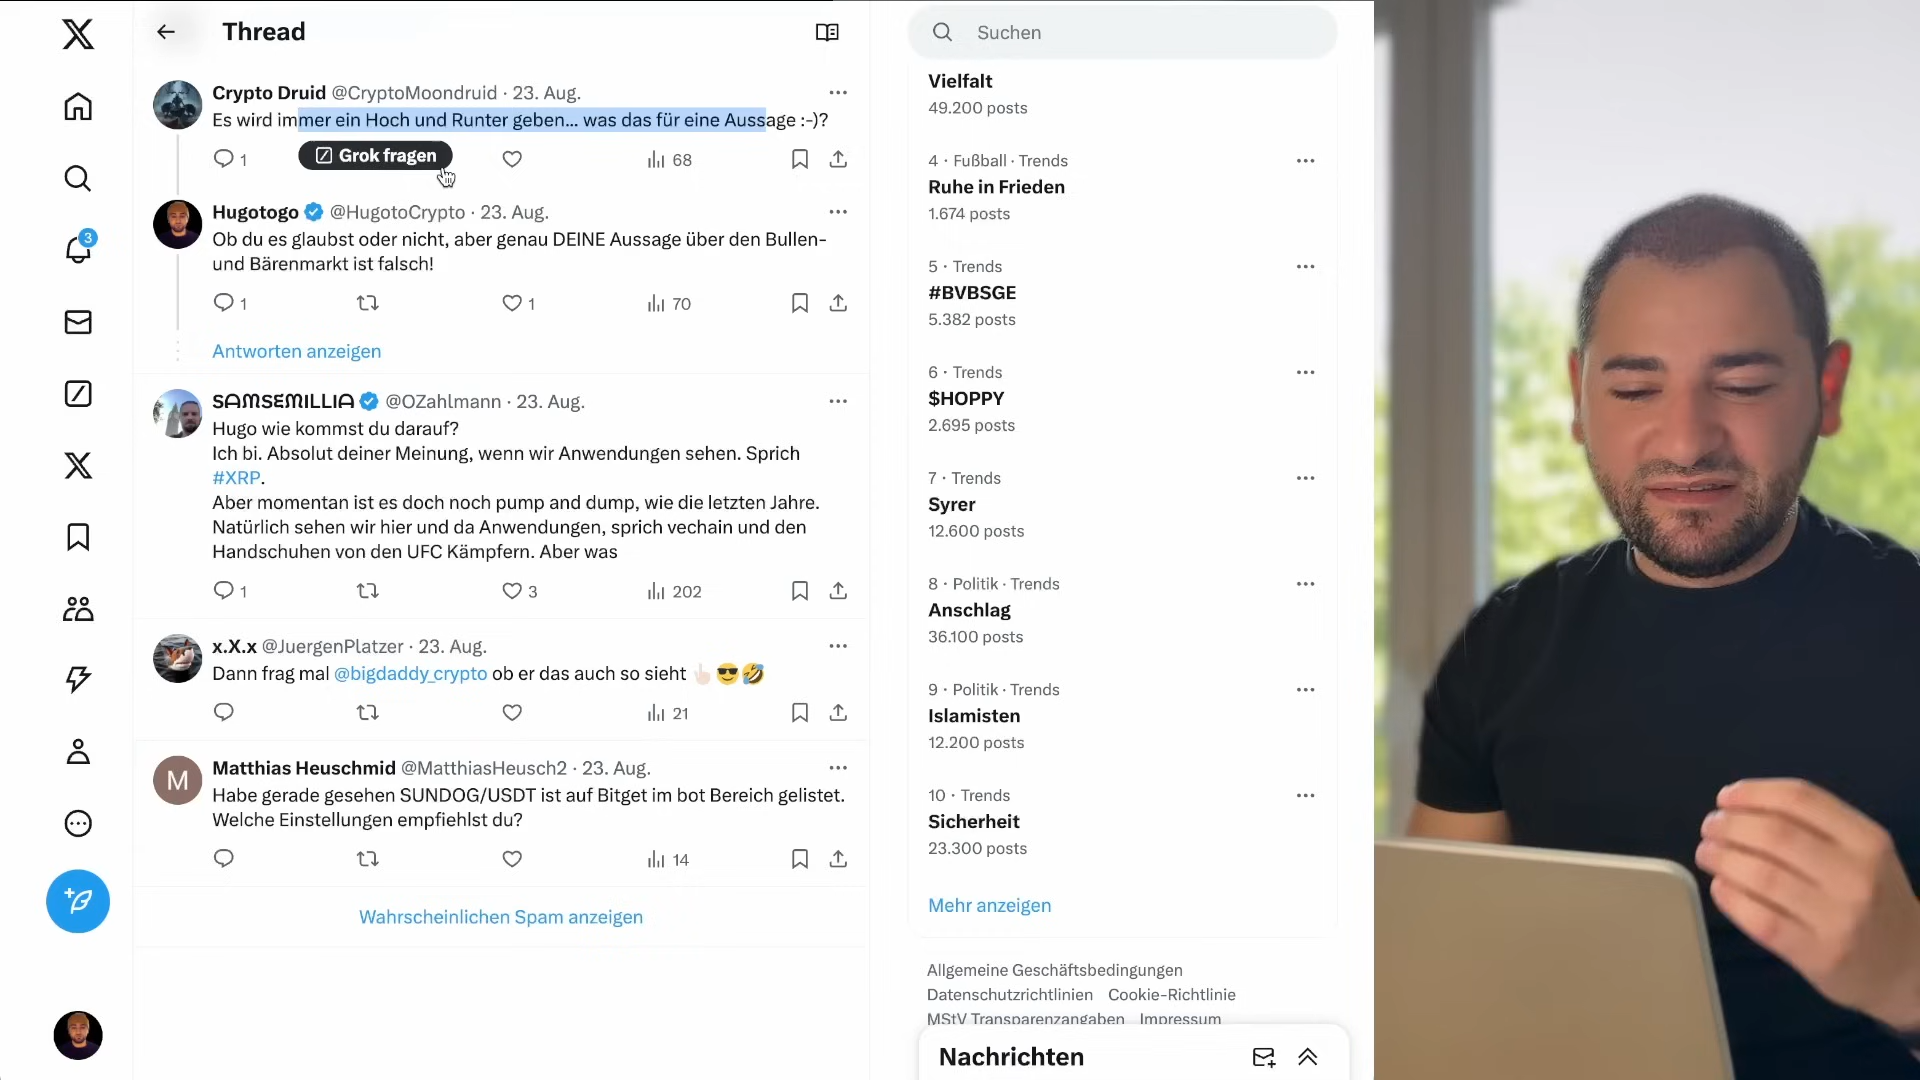 Thread
Crypto Druid @CryptoMoondruid · 23. Aug.
Es wird immer ein Hoch und Runter geben... was das für eine Aussage :-)?
1
Grok fragen
68
Hugotogo @HugotoCrypto · 23. Aug.
Ob du es glaubst oder nicht, aber genau DEINE Aussage über den Bullen-
und Bärenmarkt ist falsch!
1
1
70
Antworten anzeigen
SAMSEMILLIA @OZahlmann · 23. Aug.
Hugo wie kommst du darauf?
Ich bi. Absolut deiner Meinung, wenn wir Anwendungen sehen. Sprich
#XRP.
Aber momentan ist es doch noch pump and dump, wie die letzten Jahre.
Natürlich sehen wir hier und da Anwendungen, sprich vechain und den
Handschuhen von den UFC Kämpfern. Aber was
1
3
202
x.X.x @JuergenPlatzer · 23. Aug.
Dann frag mal @bigdaddy_crypto ob er das auch so sieht 👆🏻😎🤣
21
M
Matthias Heuschmid @MatthiasHeusch2 · 23. Aug.
Habe gerade gesehen SUNDOG/USDT ist auf Bitget im bot Bereich gelistet.
Welche Einstellungen empfiehlst du?
14
Wahrscheinlichen Spam anzeigen
3
Suchen
Vielfalt
49.200 posts
4 · Fußball · Trends
Ruhe in Frieden
1.674 posts
5 · Trends
#BVBSGE
5.382 posts
6 · Trends
$HOPPY
2.695 posts
7 · Trends
Syrer
12.600 posts
8 · Politik · Trends
Anschlag
36.100 posts
9 · Politik · Trends
Islamisten
12.200 posts
10 · Trends
Sicherheit
23.300 posts
Mehr anzeigen
Allgemeine Geschäftsbedingungen
Datenschutzrichtlinien Cookie-Richtlinie
MStV Transparenzangaben Impressum
Nachrichten